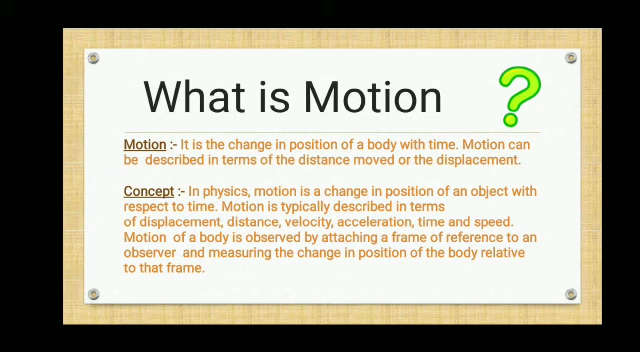 What is Motion ?
Motion :- It is the change in position of a body with time. Motion can
be described in terms of the distance moved or the displacement.
Concept :- In physics, motion is a change in position of an object with
respect to time. Motion is typically described in terms
of displacement, distance, velocity, acceleration, time and speed.
Motion of a body is observed by attaching a frame of reference to an
observer and measuring the change in position of the body relative
to that frame.